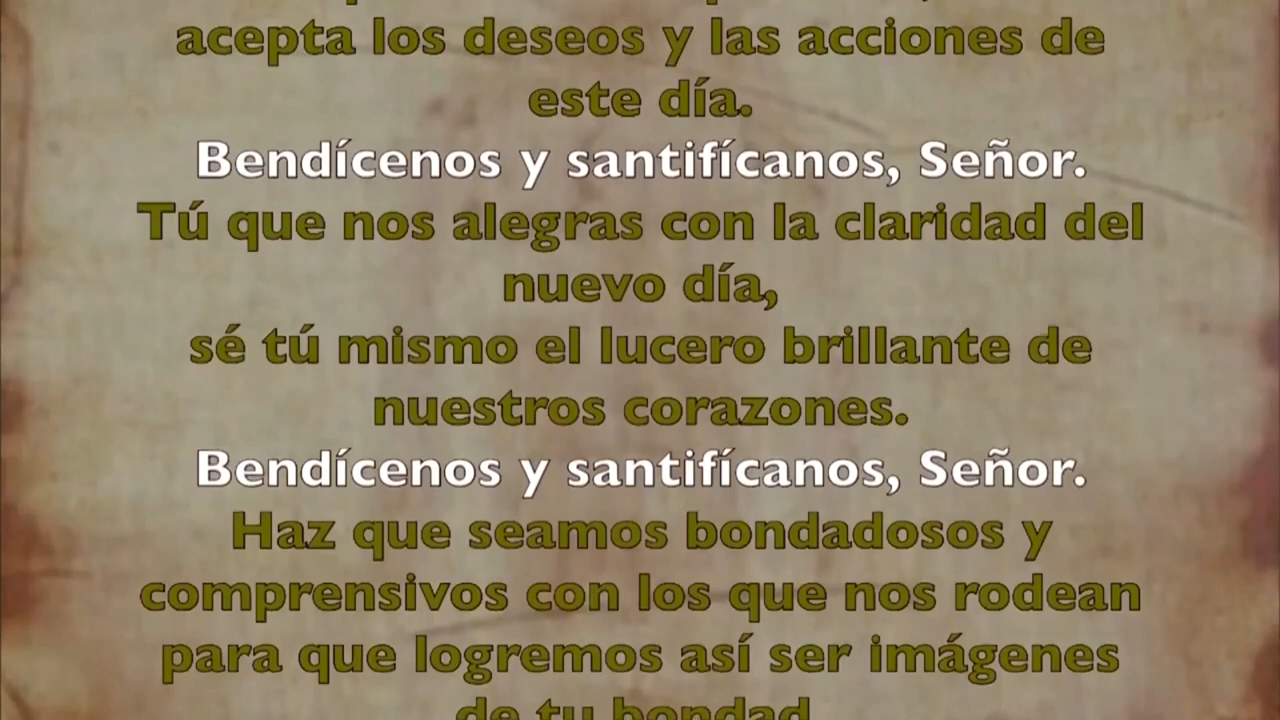 acepta los deseos y las acciones de
este día.
Bendícenos y santifícanos, Señor.
Tú que nos alegras con la claridad del
nuevo día,
sé tú mismo el lucero brillante de
nuestros corazones.
Bendícenos y santifícanos, Señor.
Haz que seamos bondadosos y
comprensivos con los que nos rodean
para que logremos así ser imágenes
de tu bondad